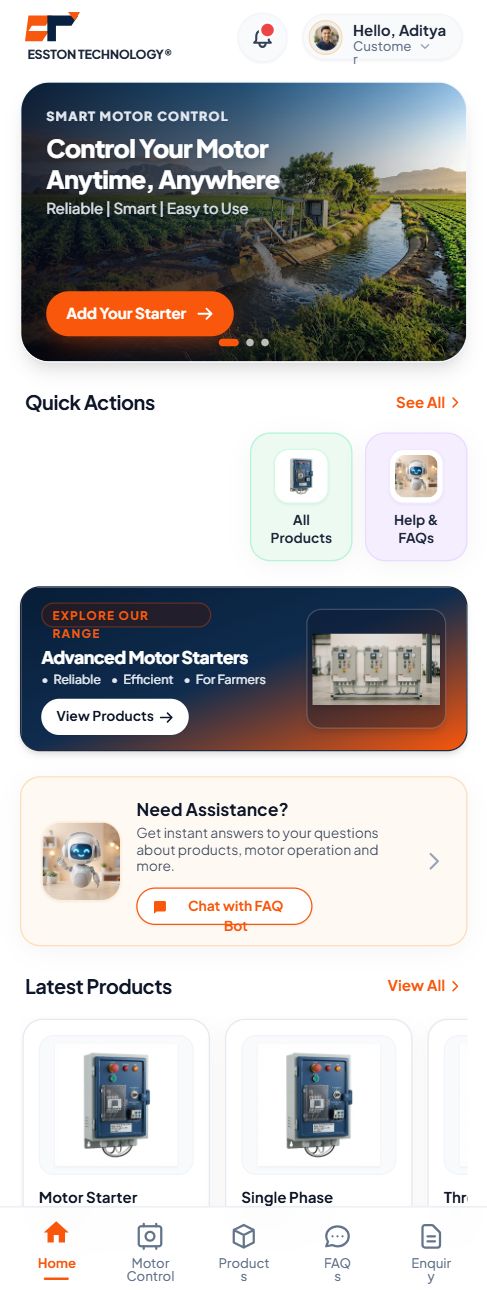 ESSTON TECHNOLOGY®
Hello, Aditya
Custome
r
SMART MOTOR CONTROL
Control Your Motor
Anytime, Anywhere
Reliable | Smart | Easy to Use
Add Your Starter →
Quick Actions
See All
All
Products
Help &
FAQs
EXPLORE OUR
RANGE
Advanced Motor Starters
• Reliable • Efficient • For Farmers
View Products →
Need Assistance?
Get instant answers to your questions
about products, motor operation and
more.
Chat with FAQ
Bot
Latest Products
View All
Motor Starter
Single Phase
Thr
Home
Motor
Control
Product
s
FAQ
s
Enquir
y